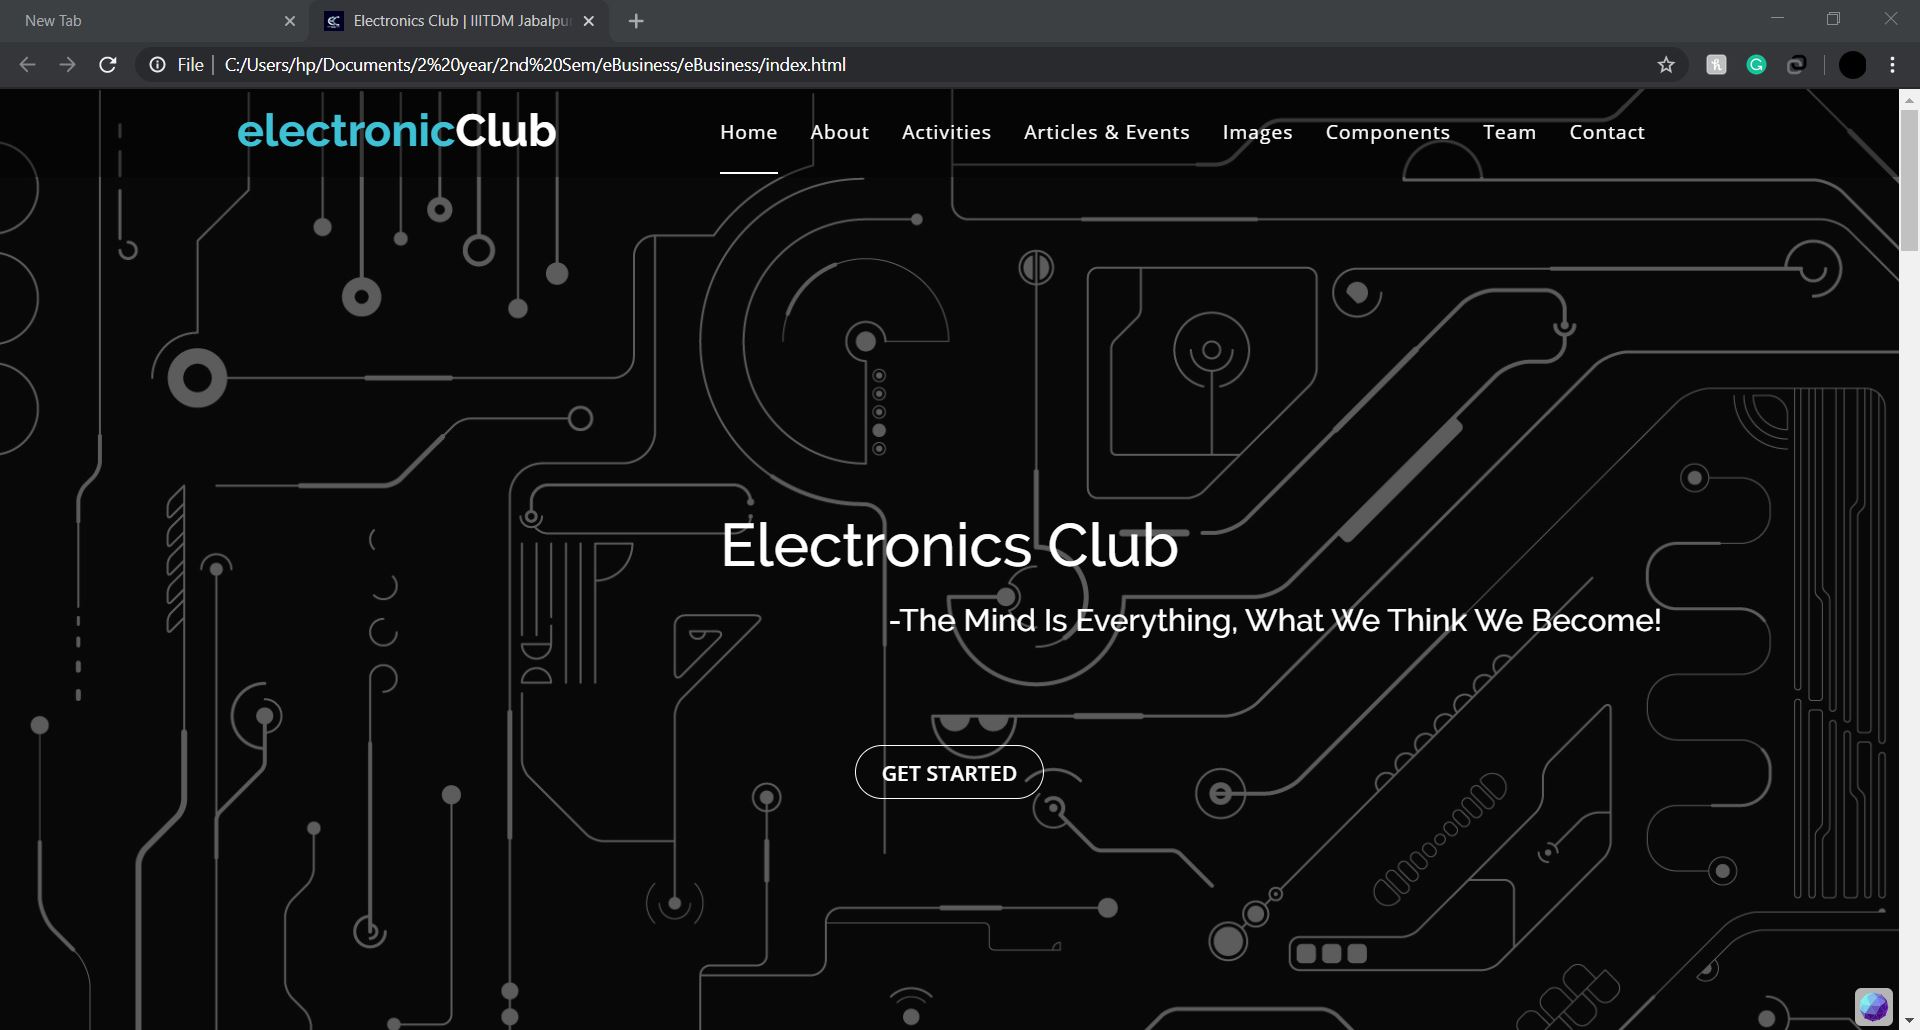 New Tab
Electronics Club | IIITDM Jabalpu
File
C:/Users/hp/Documents/2%20year/2nd%20Sem/eBusiness/eBusiness/index.html
electronicClub
Home About Activities Articles & Events Images Components Team Contact
Electronics Club
-The Mind Is Everything, What We Think We Become!
GET STARTED